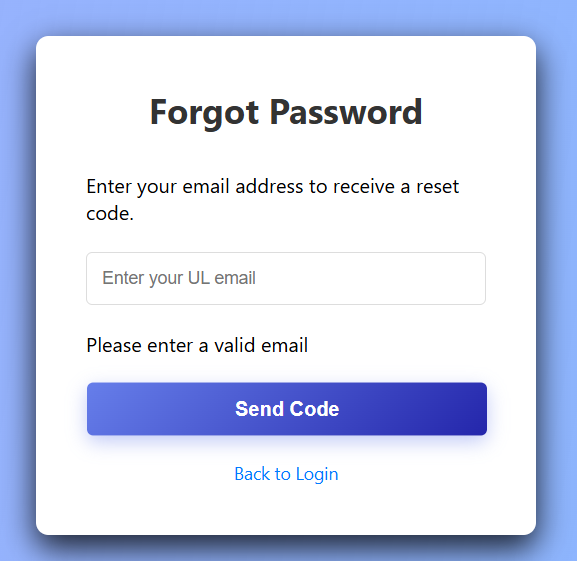 Forgot Password
Enter your email address to receive a reset
code.
Enter your UL email
Please enter a valid email
Send Code
Back to Login